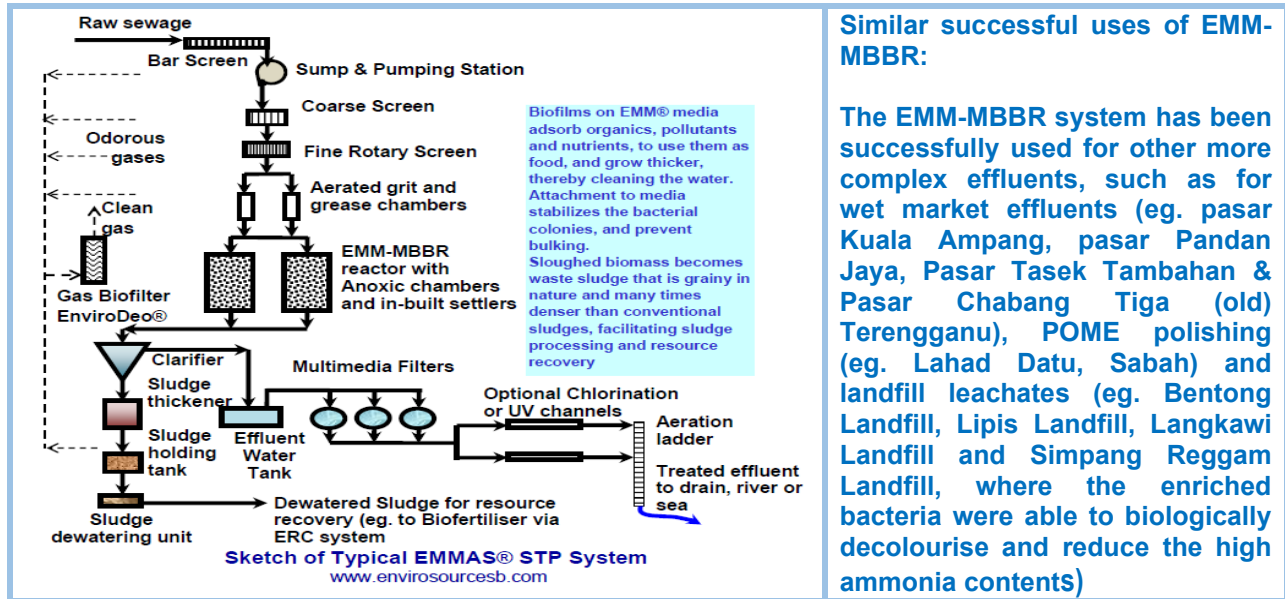 Raw sewage
Bar Screen
Sump & Pumping Station
Coarse Screen
Odorous
gases
Fine Rotary Screen
Aerated grit and
grease chambers
Clean
gas
EMM-MBBR
reactor with
Anoxic chambers
and in-built settlers
Gas Biofilter
EnviroDeo®
Biofilms on EMM® media
adsorb organics, pollutants
and nutrients, to use them as
food, and grow thicker,
thereby cleaning the water.
Attachment to media
stabilizes the bacterial
colonies, and prevent
bulking.
Sloughed biomass becomes
waste sludge that is grainy in
nature and many times
denser than conventional
sludges, facilitating sludge
processing and resource
recovery
Clarifier
Sludge
thickener
Multimedia Filters
Optional Chlorination
or UV channels
Aeration
ladder
Sludge
holding
tank
Effluent
Water
Tank
Treated effluent
to drain, river or
sea
Sludge
dewatering unit
Dewatered Sludge for resource
recovery (eg. to Biofertiliser via
ERC system
Sketch of Typical EMMAS® STP System
www.envirosourcesb.com
Similar successful uses of EMM-
MBBR:
The EMM-MBBR system has been
successfully used for other more
complex effluents, such as for
wet market effluents (eg. pasar
Kuala Ampang, pasar Pandan
Jaya, Pasar Tasek Tambahan &
Pasar Chabang Tiga (old)
Terengganu), POME polishing
(eg. Lahad Datu, Sabah) and
landfill leachates (eg. Bentong
Landfill, Lipis Landfill, Langkawi
Landfill and Simpang Reggam
Landfill, where the enriched
bacteria were able to biologically
decolourise and reduce the high
ammonia contents)